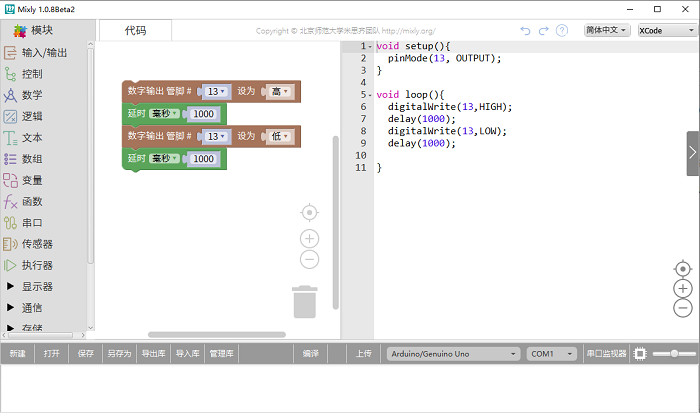 Mixly 1.0.8Beta2
模块
代码
Copyright © 北京师范大学米思齐团队 http://mixly.org/
简体中文
XCode
输入/输出
控制
数学
逻辑
文本
数组
变量
函数
串口
传感器
执行器
显示器
通信
存储
数字输出 管脚 # 13 设为 高
延时 毫秒 1000
数字输出 管脚 # 13 设为 低
延时 毫秒 1000
1 void setup(){
2 pinMode(13, OUTPUT);
3 }
4
5 void loop(){
6 digitalWrite(13,HIGH);
7 delay(1000);
8 digitalWrite(13,LOW);
9 delay(1000);
10
11 }
新建 打开 保存 另存为 导出库 导入库 管理库 编译 上传 Arduino/Genuino Uno COM1 串口监视器